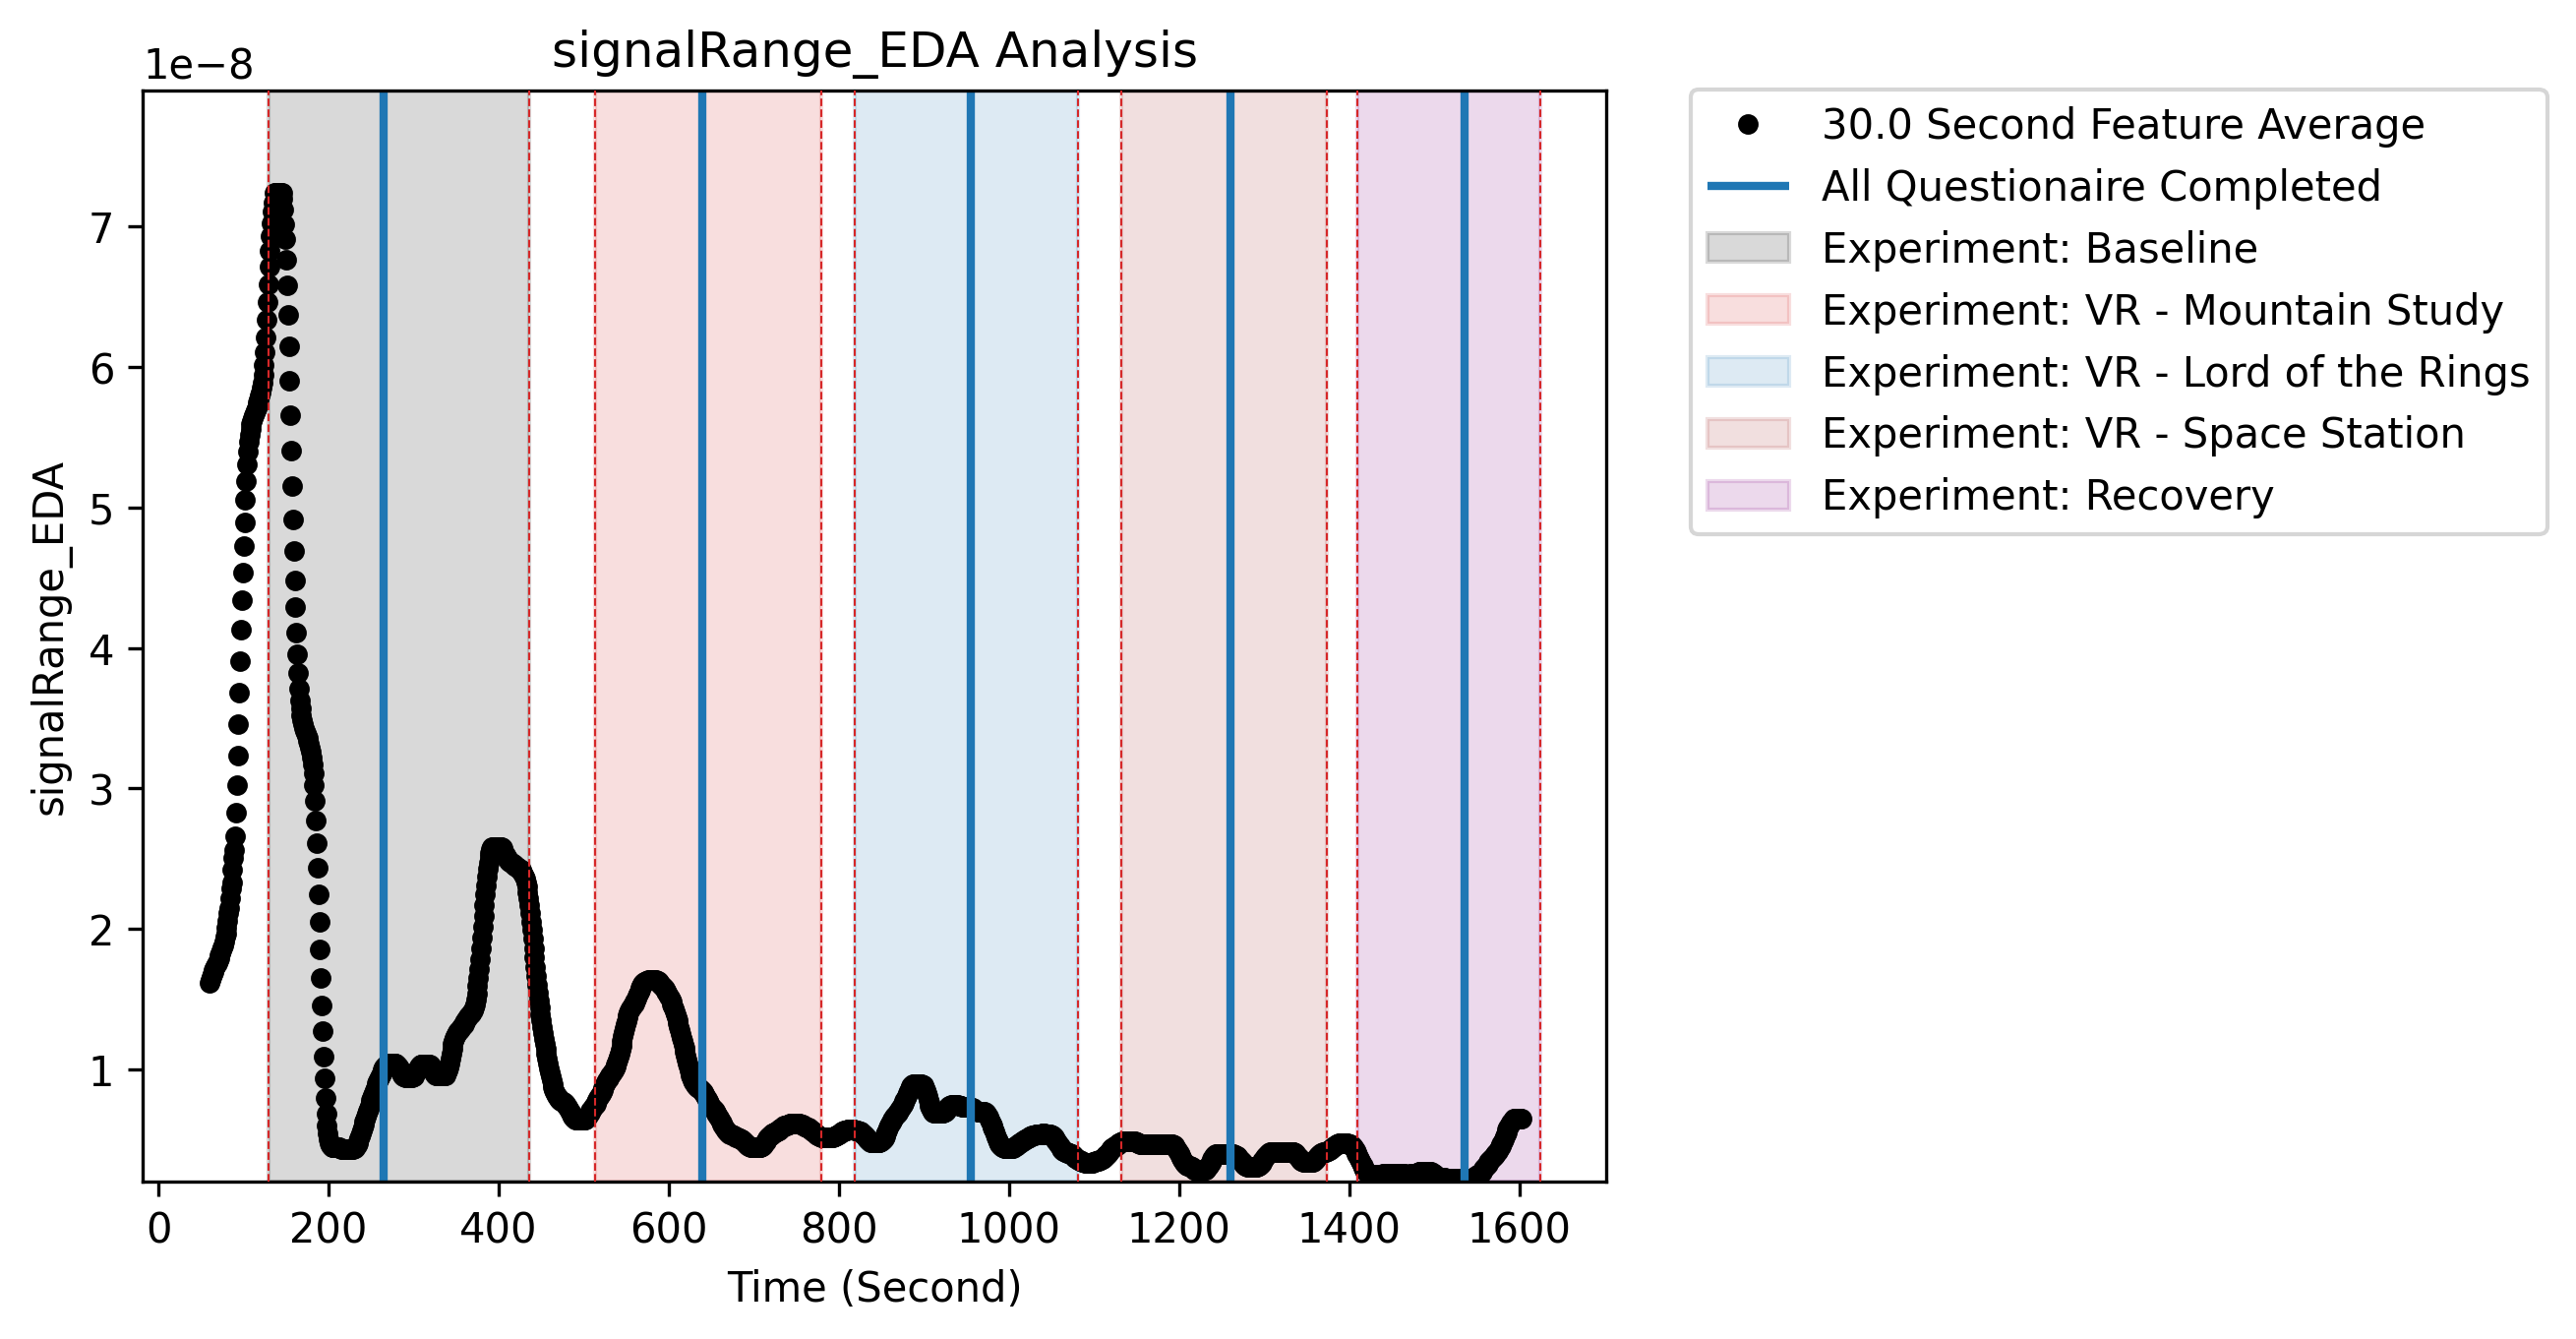 signalRange_EDA Analysis
1e−8
7
6
5
4
3
2
1
signalRange_EDA
0 200 400 600 800 1000 1200 1400 1600
Time (Second)
30.0 Second Feature Average
All Questionaire Completed
Experiment: Baseline
Experiment: VR - Mountain Study
Experiment: VR - Lord of the Rings
Experiment: VR - Space Station
Experiment: Recovery